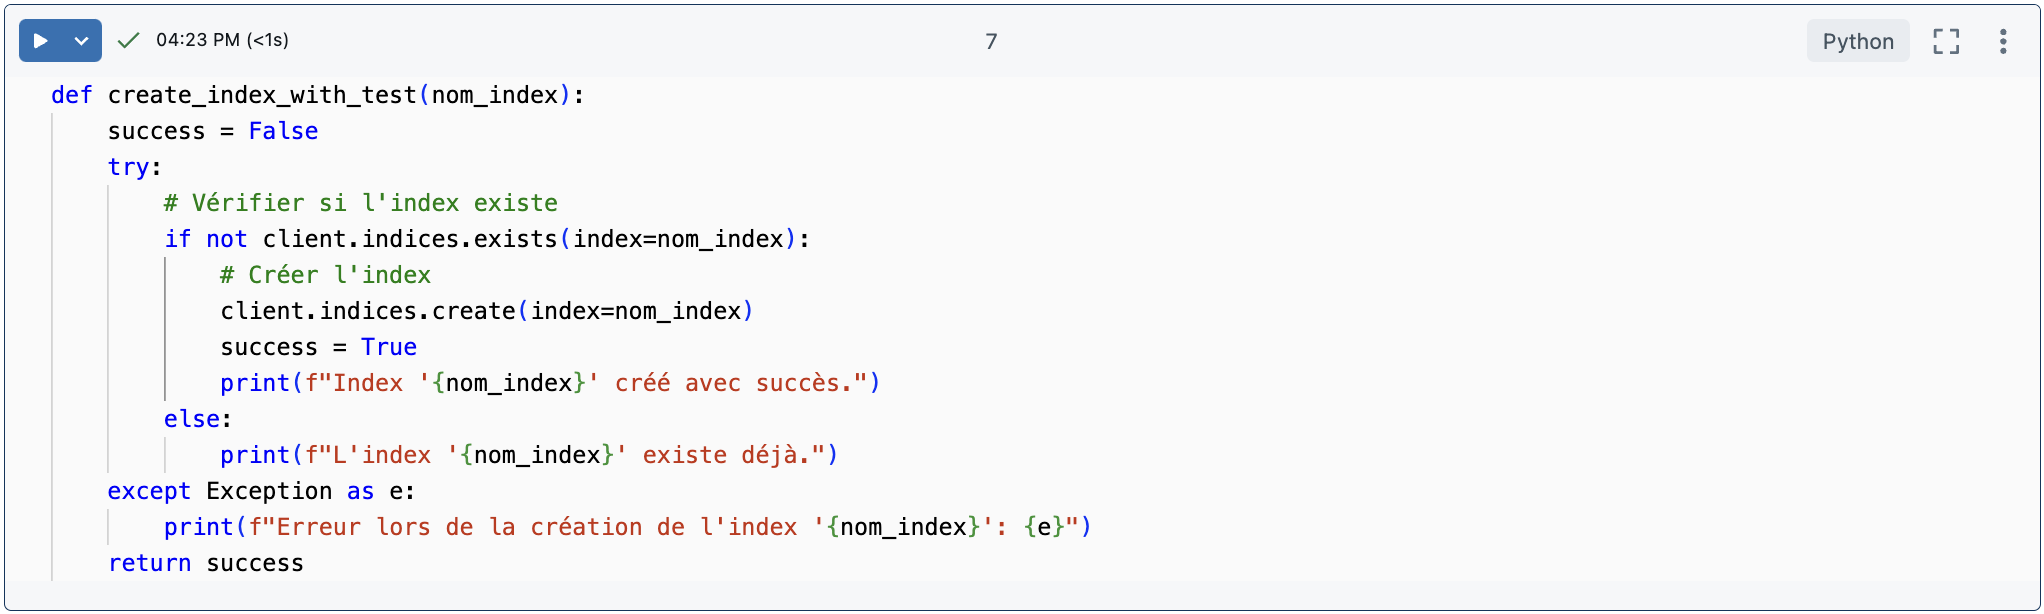 04:23 PM (<1s) 7 Python
def create_index_with_test(nom_index):
    success = False
    try:
        # Vérifier si l'index existe
        if not client.indices.exists(index=nom_index):
            # Créer l'index
            client.indices.create(index=nom_index)
            success = True
            print(f"Index '{nom_index}' créé avec succès.")
        else:
            print(f"L'index '{nom_index}' existe déjà.")
    except Exception as e:
        print(f"Erreur lors de la création de l'index '{nom_index}': {e}")
    return success